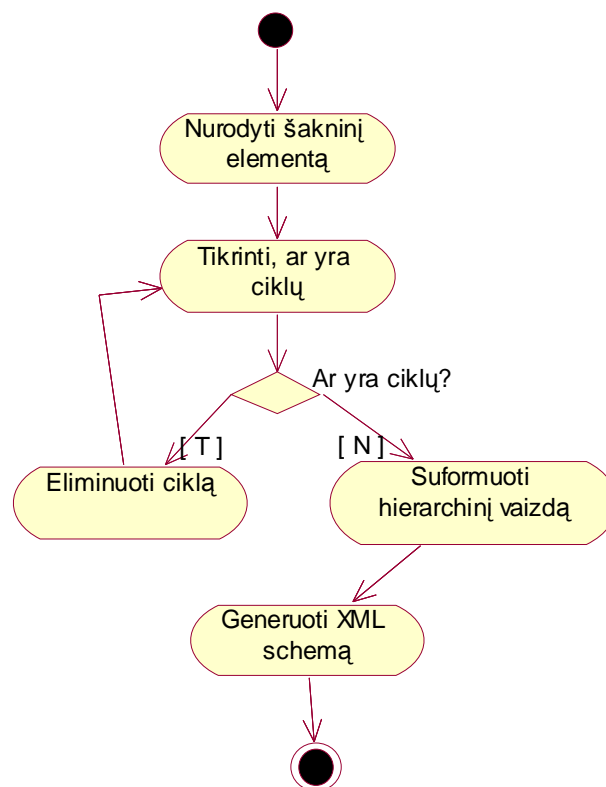 Nurodyti šakninį
elementą
Tikrinti, ar yra
ciklų
Ar yra ciklų?
[ T ]
[ N ]
Eliminuoti ciklą
Suformuoti
hierarchinį vaizdą
Generuoti XML
schemą